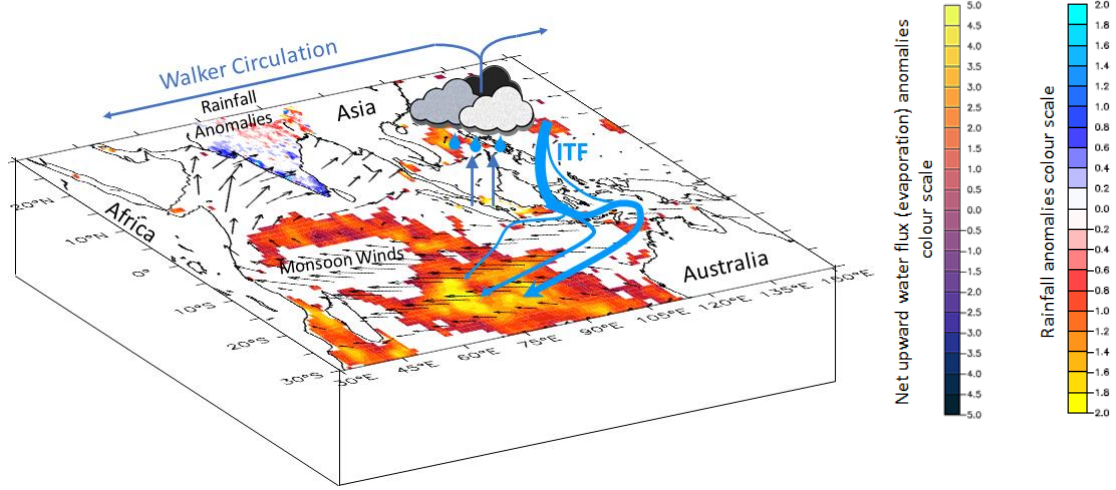 Walker Circulation
Rainfall
Anomalies
Asia
ITF
Africa
Monsoon Winds
Australia
20°N
10°N
0°
10°S
20°S
30°S
30°E
45°E
60°E
75°E
90°E
105°E
120°E
135°E
150°E
Net upward water flux (evaporation) anomalies
colour scale
5.0
4.5
4.0
3.5
3.0
2.5
2.0
1.5
1.0
0.5
0.0
-0.5
-1.0
-1.5
-2.0
-2.5
-3.0
-3.5
-4.0
-4.5
-5.0
Rainfall anomalies colour scale
2.0
1.8
1.6
1.4
1.2
1.0
0.8
0.6
0.4
0.2
0.0
-0.2
-0.4
-0.6
-0.8
-1.0
-1.2
-1.4
-1.6
-1.8
-2.0